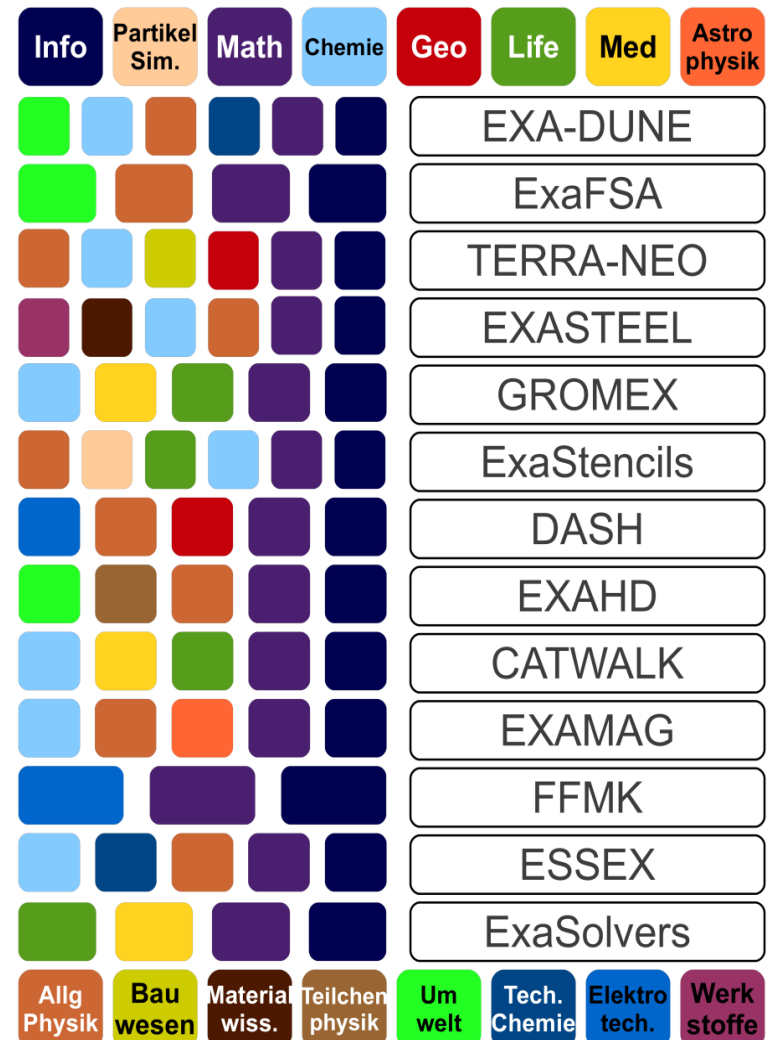 Info
Partikel
Sim.
Math
Chemie
Geo
Life
Med
Astro
physik
EXA-DUNE
ExaFSA
TERRA-NEO
EXASTEEL
GROMEX
ExaStencils
DASH
EXAHD
CATWALK
EXAMAG
FFMK
ESSEX
ExaSolvers
Allg
Physik
Bau
wesen
Material
wiss.
Teilchen
physik
Um
welt
Tech.
Chemie
Elektro
tech.
Werk
stoffe